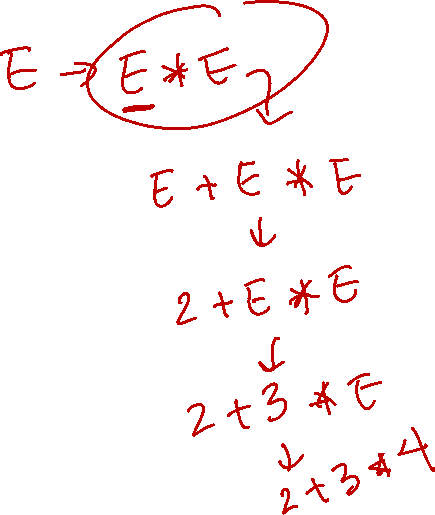 E → E * E
E + E * E
↓
2 + E * E
↓
2 + 3 * E
↓
2 + 3 * 4